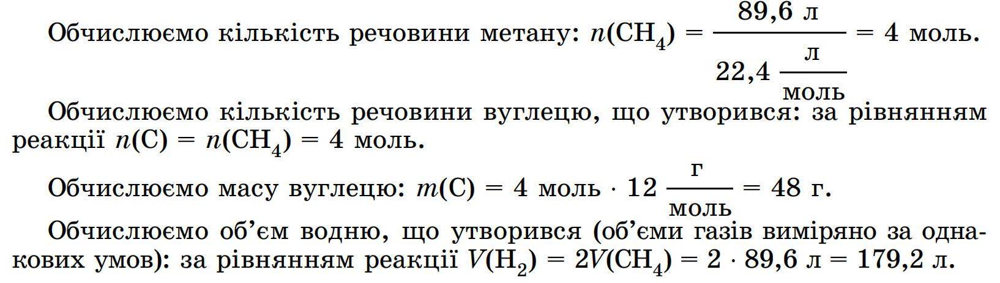 Обчислюємо кількість речовини метану: n(CH₄) = 89,6 л / 22,4 л/моль = 4 моль.
Обчислюємо кількість речовини вуглецю, що утворився: за рівнянням
реакції n(C) = n(CH₄) = 4 моль.
Обчислюємо масу вуглецю: m(C) = 4 моль · 12 г/моль = 48 г.
Обчислюємо об’єм водню, що утворився (об’єми газів виміряно за одна-
кових умов): за рівнянням реакції V(H₂) = 2V(CH₄) = 2 · 89,6 л = 179,2 л.